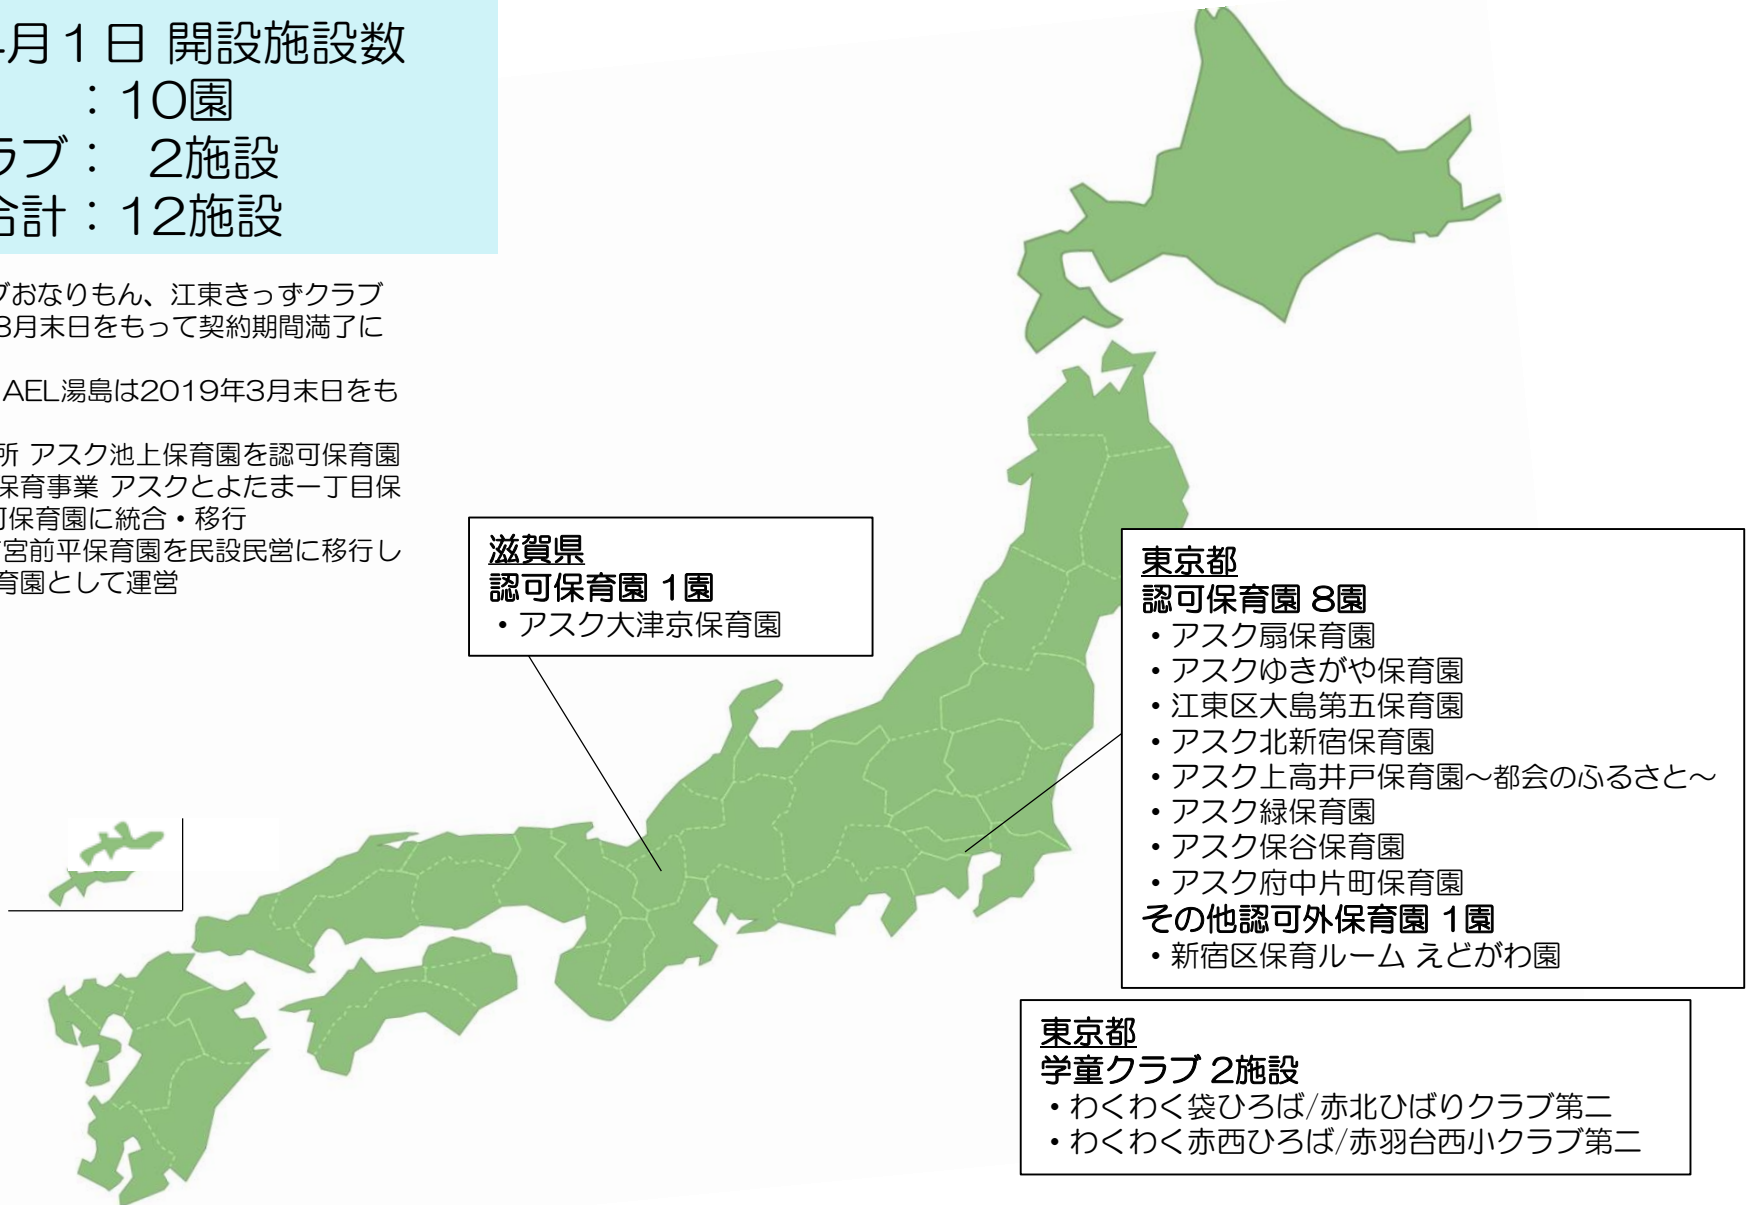 月１日 開設施設数
：10園
ラブ： 2施設
合計：12施設
ブおなりもん、江東きっずクラブ
8月末日をもって契約期間満了に
AEL湯島は2019年3月末日をも
所 アスク池上保育園を認可保育園
保育事業 アスクとよたま一丁目保
可保育園に統合・移行
宮前平保育園を民設民営に移行し
育園として運営
滋賀県
認可保育園 1園
・アスク大津京保育園
東京都
認可保育園 8園
・アスク扇保育園
・アスクゆきがや保育園
・江東区大島第五保育園
・アスク北新宿保育園
・アスク上高井戸保育園～都会のふるさと～
・アスク緑保育園
・アスク保谷保育園
・アスク府中片町保育園
その他認可外保育園 1園
・新宿区保育ルーム えどがわ園
東京都
学童クラブ 2施設
・わくわく袋ひろば/赤北ひばりクラブ第二
・わくわく赤西ひろば/赤羽台西小クラブ第二